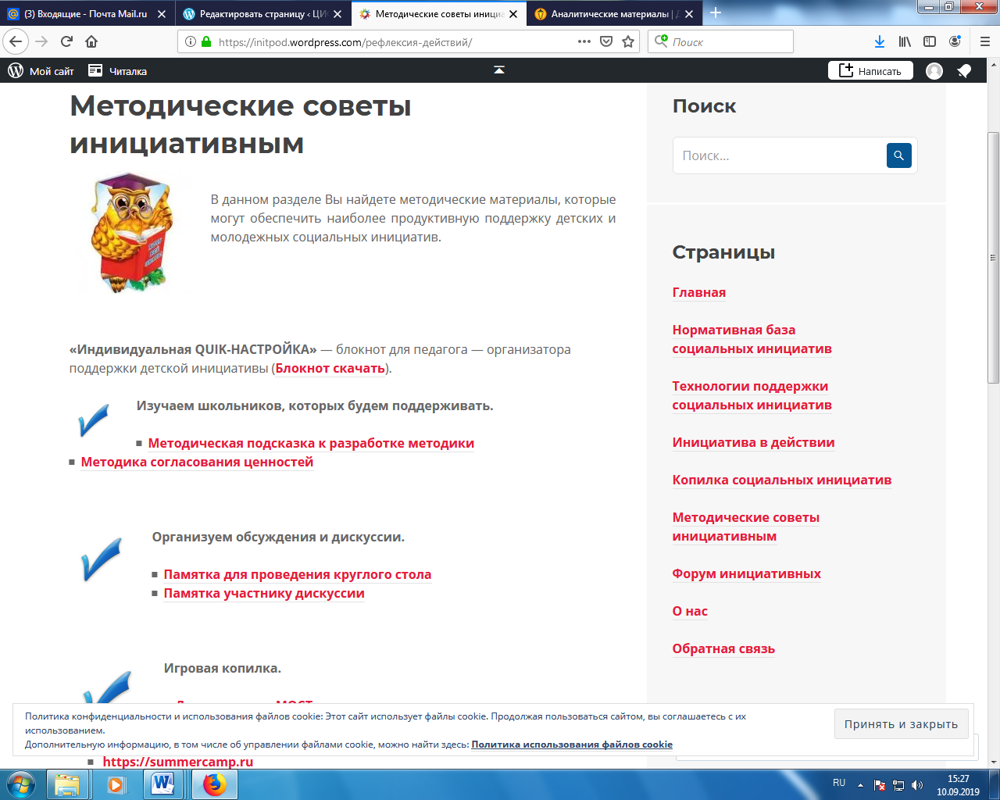 (3) Входящие - Почта Mail.ru
Редактировать страницу ‹ ЦИ
Методические советы иници
Аналитические материалы |
https://initpod.wordpress.com/рефлексия-действий/
Поиск
Мой сайт
Читалка
Написать
Методические советы
инициативным
В данном разделе Вы найдете методические материалы, которые
могут обеспечить наиболее продуктивную поддержку детских и
молодежных социальных инициатив.
«Индивидуальная QUIK-НАСТРОЙКА» — блокнот для педагога — организатора
поддержки детской инициативы (Блокнот скачать).
Изучаем школьников, которых будем поддерживать.
Методическая подсказка к разработке методики
Методика согласования ценностей
Организуем обсуждения и дискуссии.
Памятка для проведения круглого стола
Памятка участнику дискуссии
Игровая копилка.
https://summercamp.ru
Поиск
Поиск...
Страницы
Главная
Нормативная база
социальных инициатив
Технологии поддержки
социальных инициатив
Инициатива в действии
Копилка социальных инициатив
Методические советы
инициативным
Форум инициативных
О нас
Обратная связь
Политика конфиденциальности и использования файлов сookie: Этот сайт использует файлы cookie. Продолжая пользоваться сайтом, вы соглашаетесь с их
использованием.
Дополнительную информацию, в том числе об управлении файлами cookie, можно найти здесь: Политика использования файлов cookie
Принять и закрыть
RU
15:27
10.09.2019